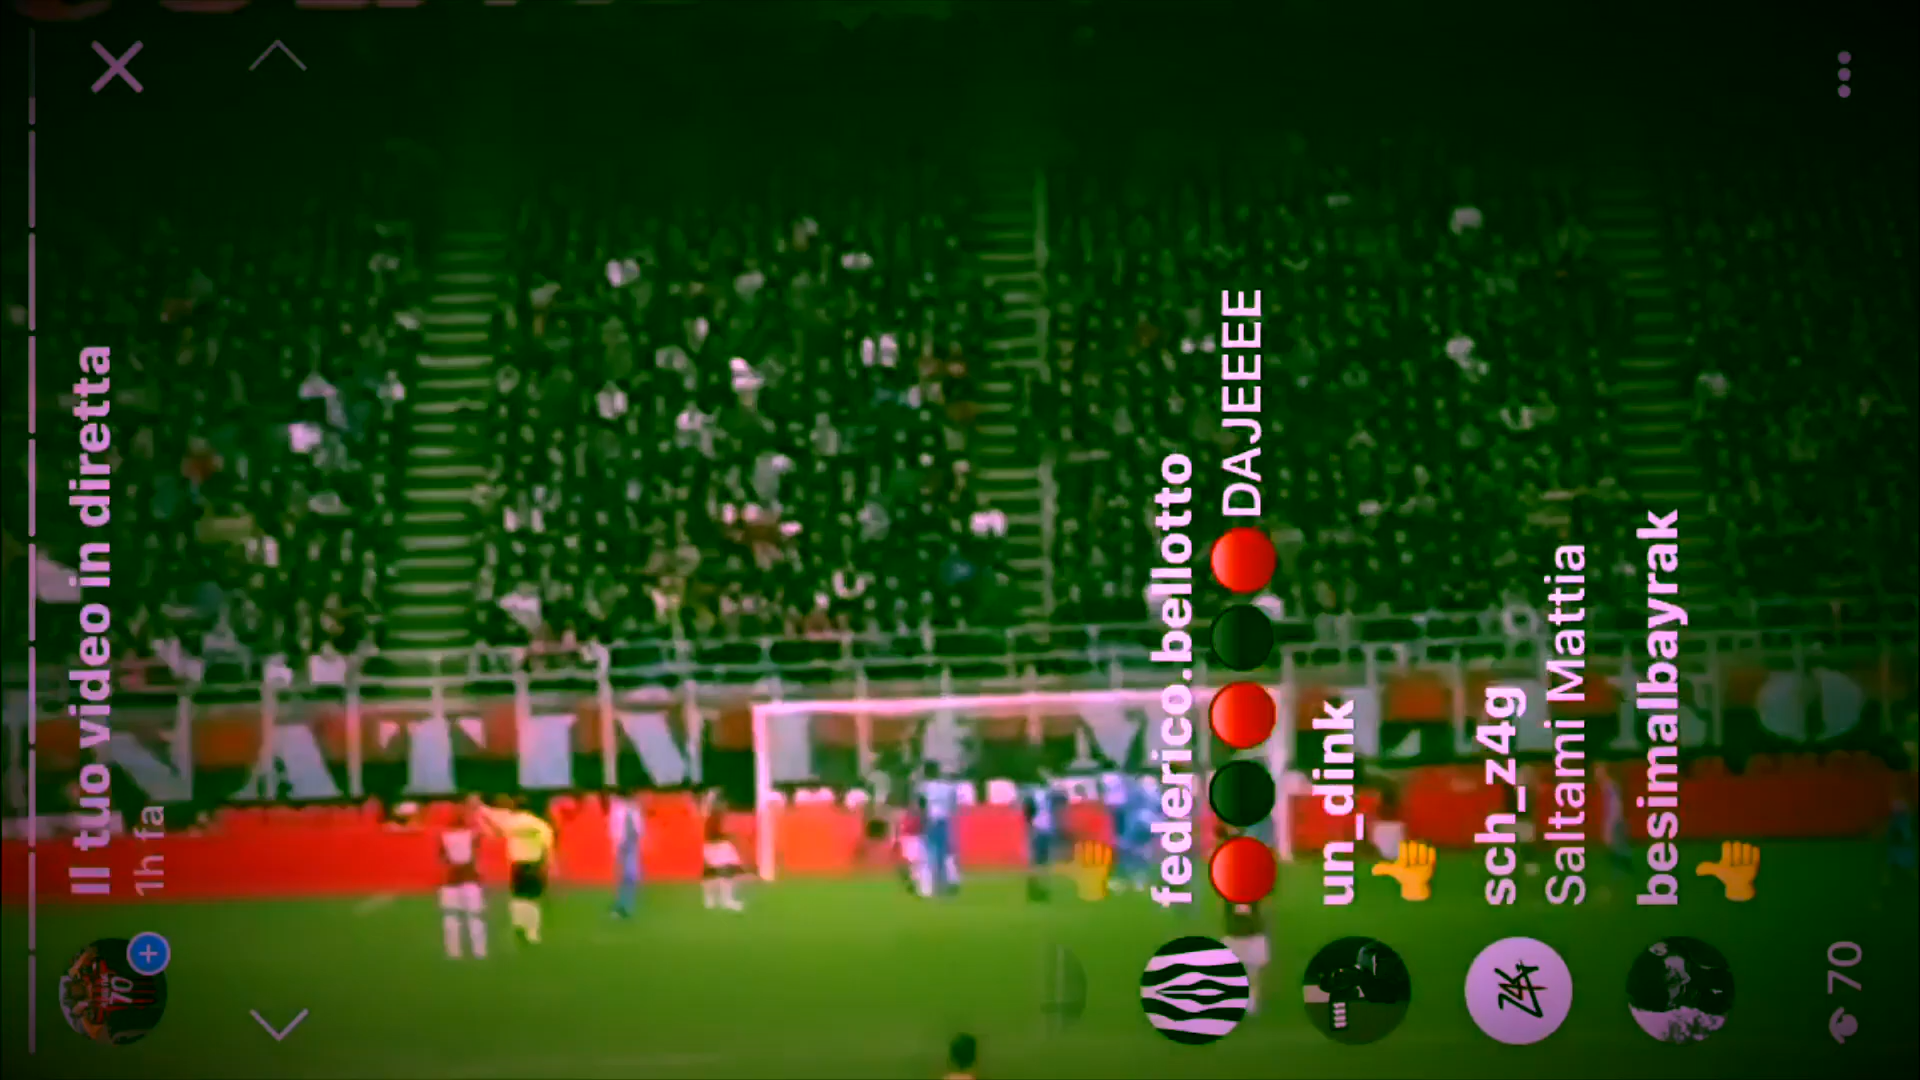 Il tuo video in diretta
1h fa
federico.bellotto
🔴⚫🔴⚫🔴 DAJEEEE
un_dink
👍
sch_z4g
Saltami Mattia
besimalbayrak
👍
70